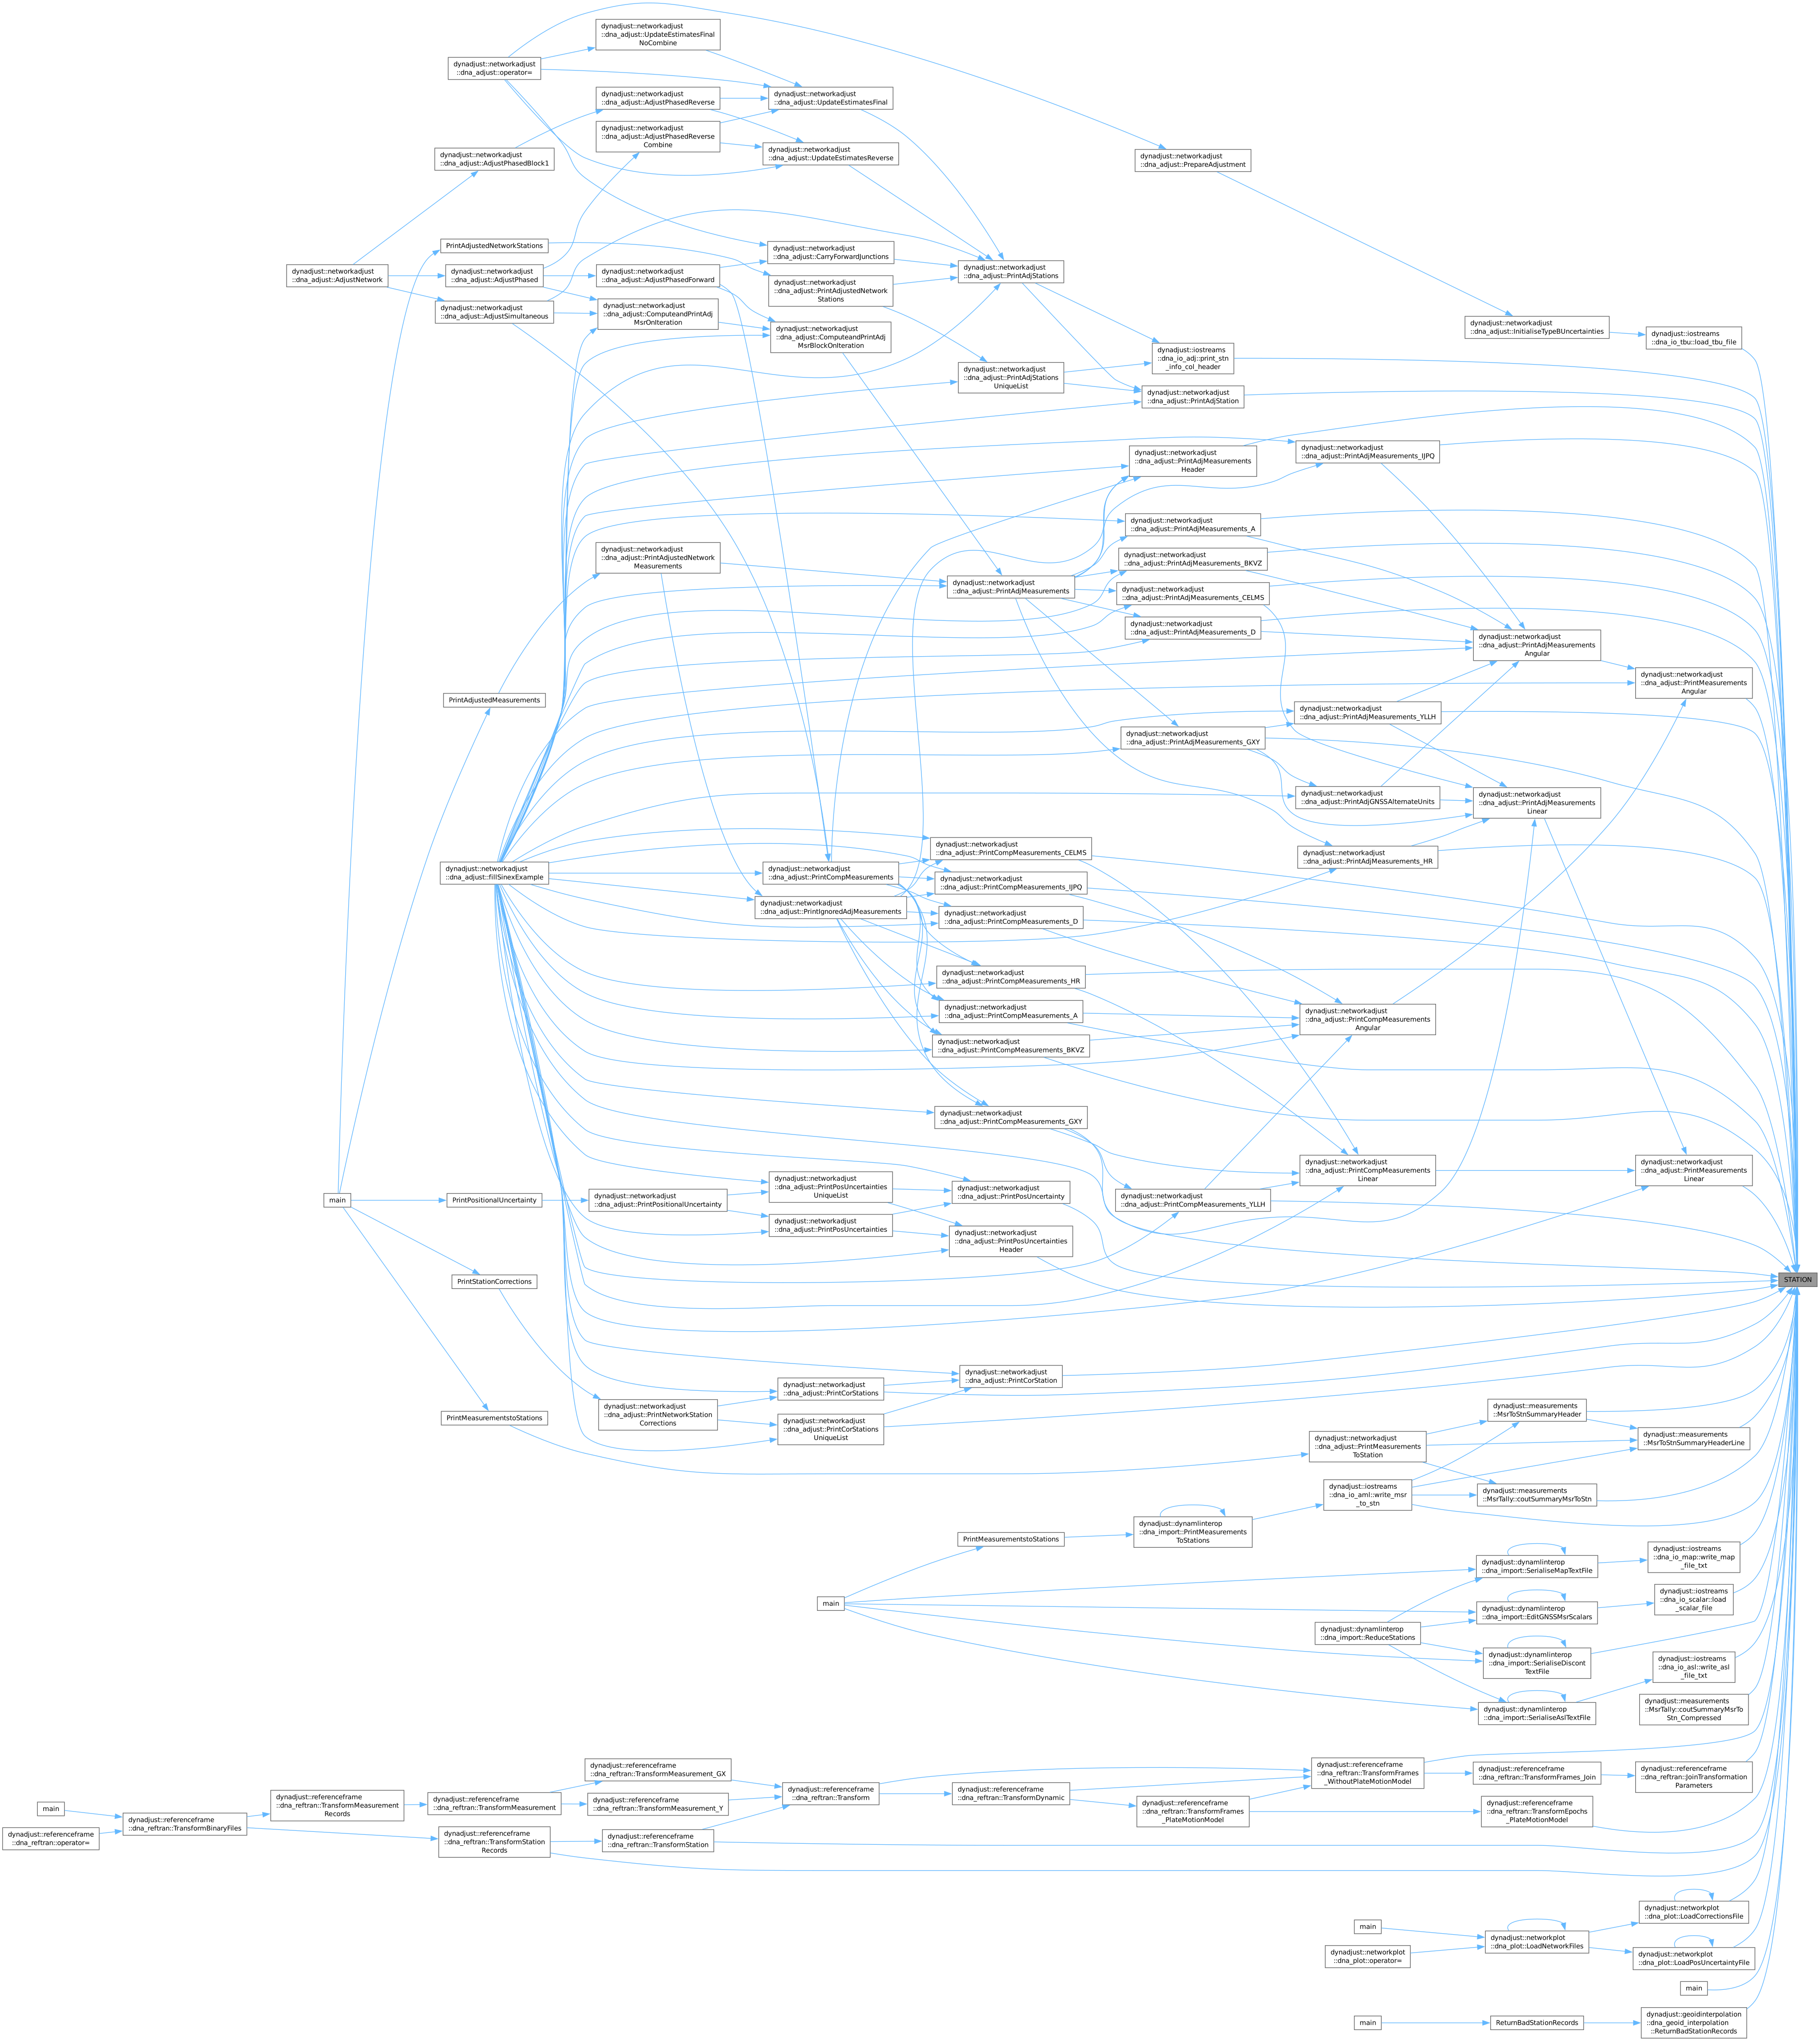 dynadjust::networkadjust
::dna_adjust::UpdateEstimatesFinal
NoCombine
dynadjust::networkadjust
::dna_adjust::operator=
dynadjust::networkadjust
::dna_adjust::AdjustPhasedReverse
dynadjust::networkadjust
::dna_adjust::UpdateEstimatesFinal
dynadjust::networkadjust
::dna_adjust::AdjustPhasedReverse
Combine
dynadjust::networkadjust
::dna_adjust::AdjustPhasedBlock1
dynadjust::networkadjust
::dna_adjust::UpdateEstimatesReverse
dynadjust::networkadjust
::dna_adjust::PrepareAdjustment
PrintAdjustedNetworkStations
dynadjust::networkadjust
::dna_adjust::CarryForwardJunctions
dynadjust::networkadjust
::dna_adjust::AdjustNetwork
dynadjust::networkadjust
::dna_adjust::AdjustPhased
dynadjust::networkadjust
::dna_adjust::AdjustPhasedForward
dynadjust::networkadjust
::dna_adjust::PrintAdjStations
dynadjust::networkadjust
::dna_adjust::PrintAdjustedNetwork
Stations
dynadjust::networkadjust
::dna_adjust::AdjustSimultaneous
dynadjust::networkadjust
::dna_adjust::ComputeandPrintAdj
MsrOnIteration
dynadjust::networkadjust
::dna_adjust::ComputeandPrintAdj
MsrBlockOnIteration
dynadjust::networkadjust
::dna_adjust::InitialiseTypeBUncertainties
dynadjust::iostreams
::dna_io_tbu::load_tbu_file
dynadjust::iostreams
::dna_io_adj::print_stn
_info_col_header
dynadjust::networkadjust
::dna_adjust::PrintAdjStations
UniqueList
dynadjust::networkadjust
::dna_adjust::PrintAdjStation
dynadjust::networkadjust
::dna_adjust::PrintAdjMeasurements
Header
dynadjust::networkadjust
::dna_adjust::PrintAdjMeasurements_IJPQ
dynadjust::networkadjust
::dna_adjust::PrintAdjMeasurements_A
dynadjust::networkadjust
::dna_adjust::PrintAdjustedNetwork
Measurements
dynadjust::networkadjust
::dna_adjust::PrintAdjMeasurements_BKVZ
dynadjust::networkadjust
::dna_adjust::PrintAdjMeasurements
dynadjust::networkadjust
::dna_adjust::PrintAdjMeasurements_CELMS
dynadjust::networkadjust
::dna_adjust::PrintAdjMeasurements_D
dynadjust::networkadjust
::dna_adjust::PrintAdjMeasurements
Angular
dynadjust::networkadjust
::dna_adjust::PrintMeasurements
Angular
PrintAdjustedMeasurements
dynadjust::networkadjust
::dna_adjust::PrintAdjMeasurements_YLLH
dynadjust::networkadjust
::dna_adjust::PrintAdjMeasurements_GXY
dynadjust::networkadjust
::dna_adjust::PrintAdjGNSSAlternateUnits
dynadjust::networkadjust
::dna_adjust::PrintAdjMeasurements
Linear
dynadjust::networkadjust
::dna_adjust::PrintAdjMeasurements_HR
dynadjust::networkadjust
::dna_adjust::PrintCompMeasurements_CELMS
dynadjust::networkadjust
::dna_adjust::fillSinexExample
dynadjust::networkadjust
::dna_adjust::PrintCompMeasurements
dynadjust::networkadjust
::dna_adjust::PrintCompMeasurements_IJPQ
dynadjust::networkadjust
::dna_adjust::PrintIgnoredAdjMeasurements
dynadjust::networkadjust
::dna_adjust::PrintCompMeasurements_D
dynadjust::networkadjust
::dna_adjust::PrintCompMeasurements_HR
dynadjust::networkadjust
::dna_adjust::PrintCompMeasurements_A
dynadjust::networkadjust
::dna_adjust::PrintCompMeasurements
Angular
dynadjust::networkadjust
::dna_adjust::PrintCompMeasurements_BKVZ
dynadjust::networkadjust
::dna_adjust::PrintCompMeasurements_GXY
dynadjust::networkadjust
::dna_adjust::PrintCompMeasurements
Linear
dynadjust::networkadjust
::dna_adjust::PrintMeasurements
Linear
main
PrintPositionalUncertainty
dynadjust::networkadjust
::dna_adjust::PrintPositionalUncertainty
dynadjust::networkadjust
::dna_adjust::PrintPosUncertainties
UniqueList
dynadjust::networkadjust
::dna_adjust::PrintPosUncertainty
dynadjust::networkadjust
::dna_adjust::PrintCompMeasurements_YLLH
dynadjust::networkadjust
::dna_adjust::PrintPosUncertainties
dynadjust::networkadjust
::dna_adjust::PrintPosUncertainties
Header
PrintStationCorrections
STATION
dynadjust::networkadjust
::dna_adjust::PrintCorStation
dynadjust::networkadjust
::dna_adjust::PrintCorStations
dynadjust::networkadjust
::dna_adjust::PrintNetworkStation
Corrections
dynadjust::networkadjust
::dna_adjust::PrintCorStations
UniqueList
PrintMeasurementstoStations
dynadjust::measurements
::MsrToStnSummaryHeader
dynadjust::measurements
::MsrToStnSummaryHeaderLine
dynadjust::networkadjust
::dna_adjust::PrintMeasurements
ToStation
dynadjust::iostreams
::dna_io_aml::write_msr
_to_stn
dynadjust::measurements
::MsrTally::coutSummaryMsrToStn
dynadjust::dynamlinterop
::dna_import::PrintMeasurements
ToStations
PrintMeasurementstoStations
dynadjust::iostreams
::dna_io_map::write_map
_file_txt
dynadjust::dynamlinterop
::dna_import::SerialiseMapTextFile
main
dynadjust::dynamlinterop
::dna_import::EditGNSSMsrScalars
dynadjust::iostreams
::dna_io_scalar::load
_scalar_file
dynadjust::dynamlinterop
::dna_import::ReduceStations
dynadjust::dynamlinterop
::dna_import::SerialiseDiscont
TextFile
dynadjust::iostreams
::dna_io_asl::write_asl
_file_txt
dynadjust::dynamlinterop
::dna_import::SerialiseAslTextFile
dynadjust::measurements
::MsrTally::coutSummaryMsrTo
Stn_Compressed
dynadjust::referenceframe
::dna_reftran::TransformMeasurement_GX
dynadjust::referenceframe
::dna_reftran::TransformFrames
_WithoutPlateMotionModel
dynadjust::referenceframe
::dna_reftran::TransformFrames_Join
dynadjust::referenceframe
::dna_reftran::JoinTransformation
Parameters
dynadjust::referenceframe
::dna_reftran::Transform
dynadjust::referenceframe
::dna_reftran::TransformDynamic
dynadjust::referenceframe
::dna_reftran::TransformMeasurement
Records
dynadjust::referenceframe
::dna_reftran::TransformMeasurement
dynadjust::referenceframe
::dna_reftran::TransformMeasurement_Y
dynadjust::referenceframe
::dna_reftran::TransformFrames
_PlateMotionModel
dynadjust::referenceframe
::dna_reftran::TransformEpochs
_PlateMotionModel
main
dynadjust::referenceframe
::dna_reftran::TransformBinaryFiles
dynadjust::referenceframe
::dna_reftran::operator=
dynadjust::referenceframe
::dna_reftran::TransformStation
Records
dynadjust::referenceframe
::dna_reftran::TransformStation
dynadjust::networkplot
::dna_plot::LoadCorrectionsFile
main
dynadjust::networkplot
::dna_plot::LoadNetworkFiles
dynadjust::networkplot
::dna_plot::operator=
dynadjust::networkplot
::dna_plot::LoadPosUncertaintyFile
main
main
ReturnBadStationRecords
dynadjust::geoidinterpolation
::dna_geoid_interpolation
::ReturnBadStationRecords